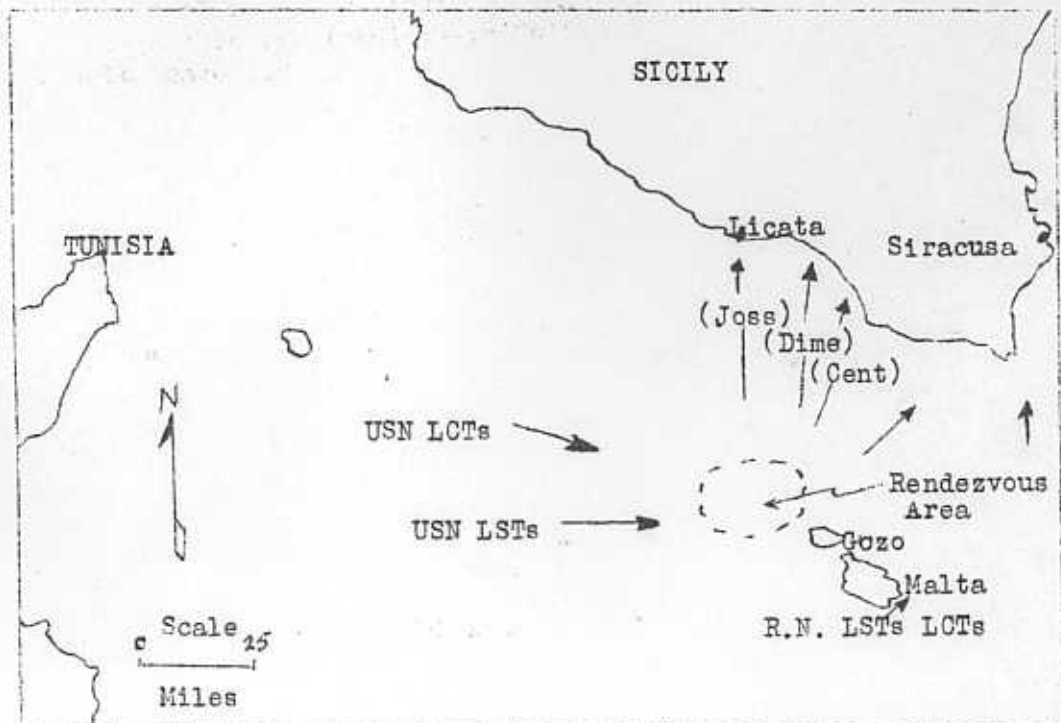 SICILY
TUNISIA
Licata
Siracusa
(Joss)
(Dime)
(Cent)
N
USN LCTs
USN LSTs
Rendezvous
Area
Gozo
Malta
R.N. LSTs LCTs
Scale
0 25
Miles